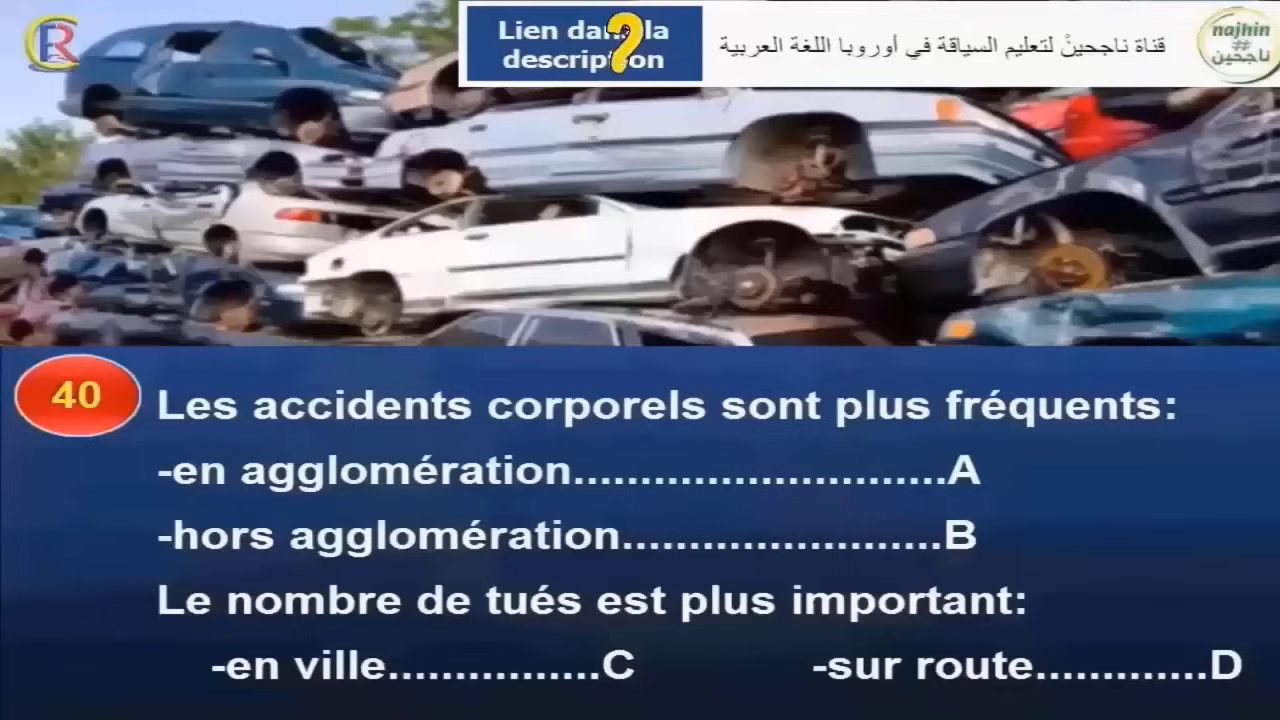 CR
Lien dans la
description
?
قناة ناجحينْ لتعليم السياقة في أوروبا اللغة العربية
najhin
##
ناجحين
40
Les accidents corporels sont plus fréquents:
-en agglomération............................A
-hors agglomération........................B
Le nombre de tués est plus important:
-en ville................C -sur route.............D